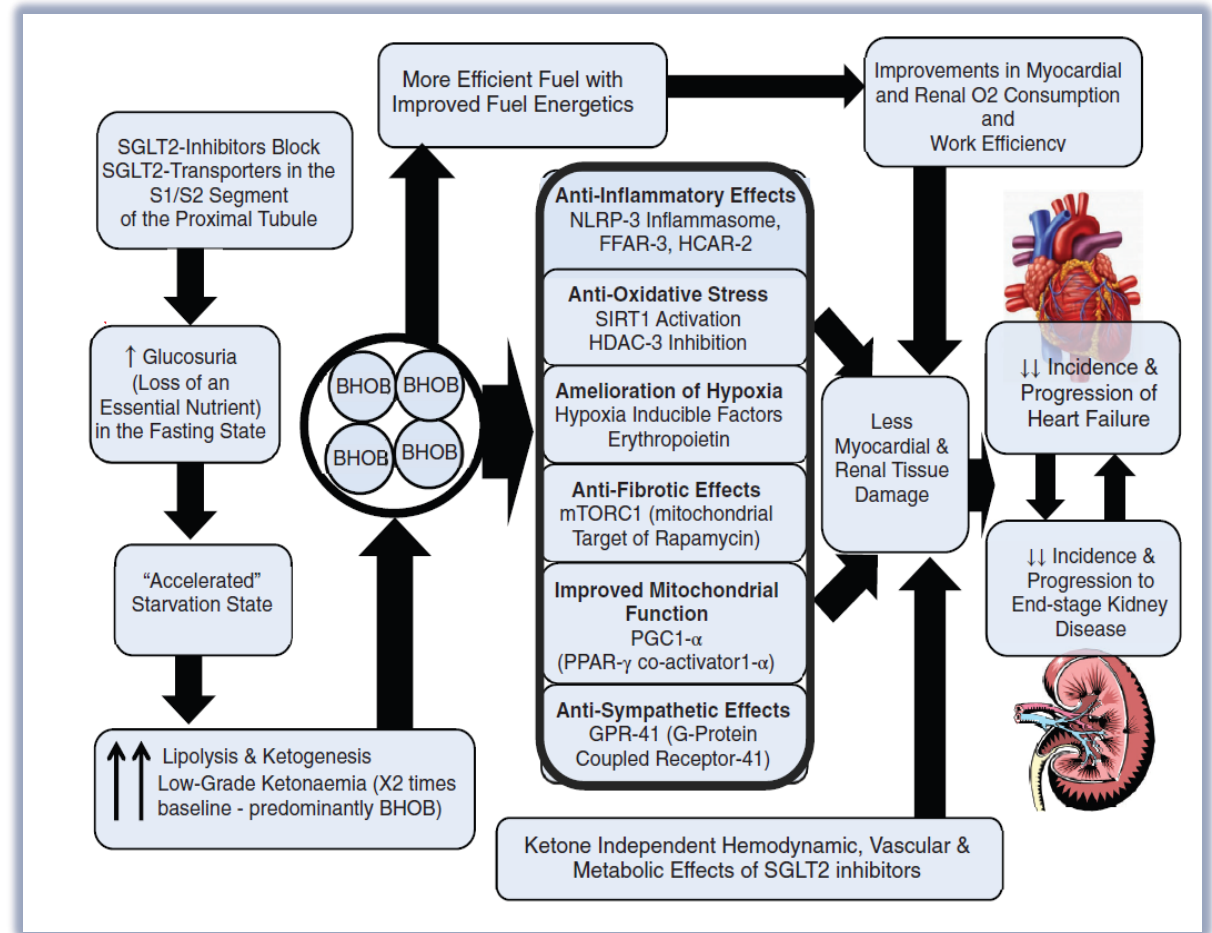 SGLT2-Inhibitors Block
SGLT2-Transporters in the
S1/S2 Segment
of the Proximal Tubule
↑ Glucosuria
(Loss of an
Essential Nutrient)
in the Fasting State
“Accelerated”
Starvation State
↑↑ Lipolysis & Ketogenesis
Low-Grade Ketonaemia (X2 times
baseline - predominantly BHOB)
BHOB BHOB
BHOB BHOB
More Efficient Fuel with
Improved Fuel Energetics
Improvements in Myocardial
and Renal O2 Consumption
and
Work Efficiency
Anti-Inflammatory Effects
NLRP-3 Inflammasome,
FFAR-3, HCAR-2
Anti-Oxidative Stress
SIRT1 Activation
HDAC-3 Inhibition
Amelioration of Hypoxia
Hypoxia Inducible Factors
Erythropoietin
Anti-Fibrotic Effects
mTORC1 (mitochondrial
Target of Rapamycin)
Improved Mitochondrial
Function
PGC1-α
(PPAR-γ co-activator1-α)
Anti-Sympathetic Effects
GPR-41 (G-Protein
Coupled Receptor-41)
Less
Myocardial &
Renal Tissue
Damage
↓↓ Incidence &
Progression of
Heart Failure
↓↓ Incidence &
Progression to
End-stage Kidney
Disease
Ketone Independent Hemodynamic, Vascular &
Metabolic Effects of SGLT2 inhibitors